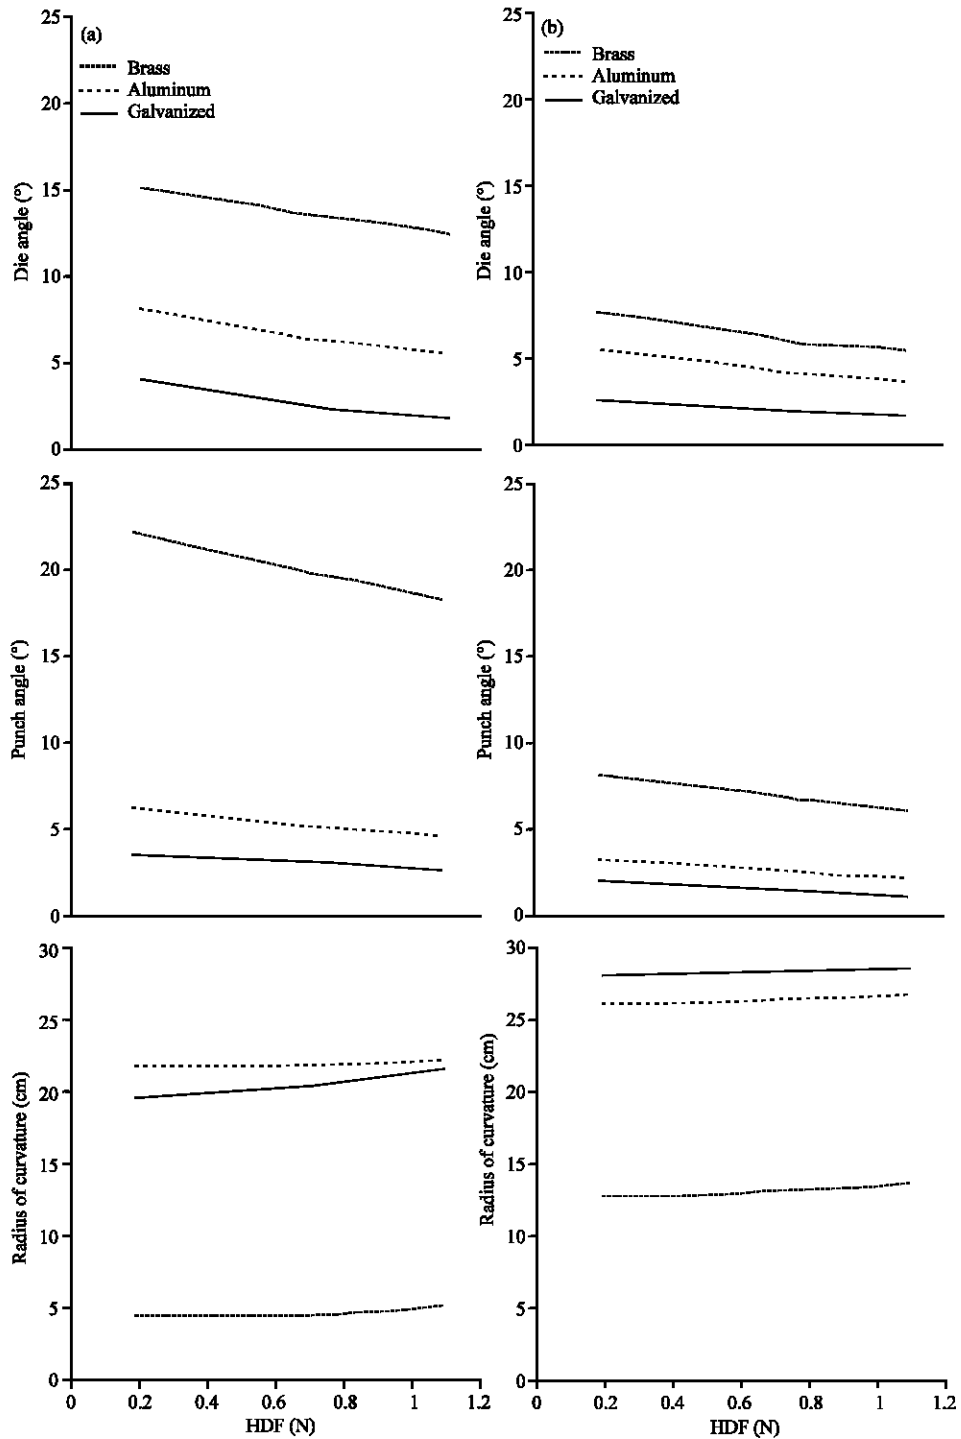 (a)
Brass
Aluminum
Galvanized
25
20
15
10
5
0
Die angle (°)
(b)
Brass
Aluminum
Galvanized
25
20
15
10
5
0
Die angle (°)
25
20
15
10
5
0
Punch angle (°)
25
20
15
10
5
0
Punch angle (°)
30
25
20
15
10
5
0
Radius of curvature (cm)
0 0.2 0.4 0.6 0.8 1 1.2
HDF (N)
30
25
20
15
10
5
0
Radius of curvature (cm)
0 0.2 0.4 0.6 0.8 1 1.2
HDF (N)